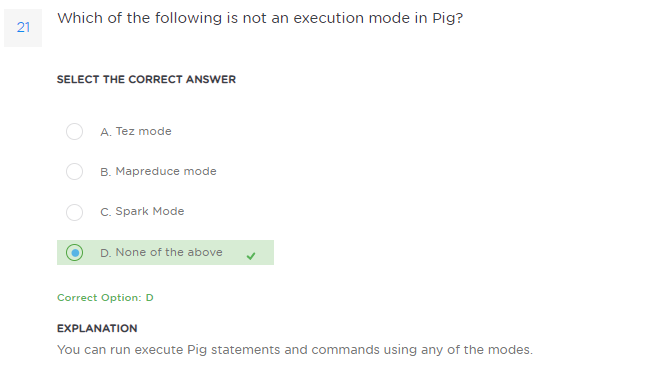 21
Which of the following is not an execution mode in Pig?
SELECT THE CORRECT ANSWER
A. Tez mode
B. Mapreduce mode
C. Spark Mode
D. None of the above
Correct Option: D
EXPLANATION
You can run execute Pig statements and commands using any of the modes.